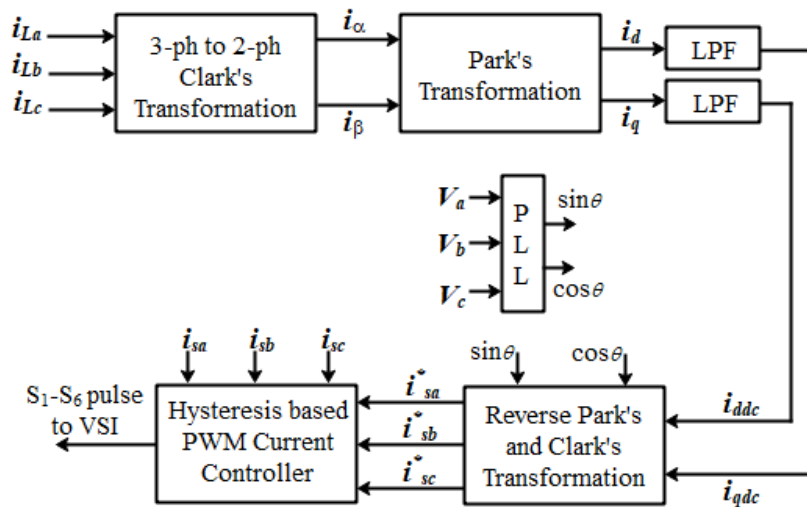 i_La
i_Lb
i_Lc
3-ph to 2-ph
Clark's
Transformation
i_α
i_β
Park's
Transformation
i_d
i_q
LPF
LPF
V_a
V_b
V_c
P
L
L
sinθ
cosθ
i_sa
i_sb
i_sc
S₁-S₆ pulse
to VSI
Hysteresis based
PWM Current
Controller
i*_sa
i*_sb
i*_sc
sinθ
cosθ
Reverse Park's
and Clark's
Transformation
i_ddc
i_qdc